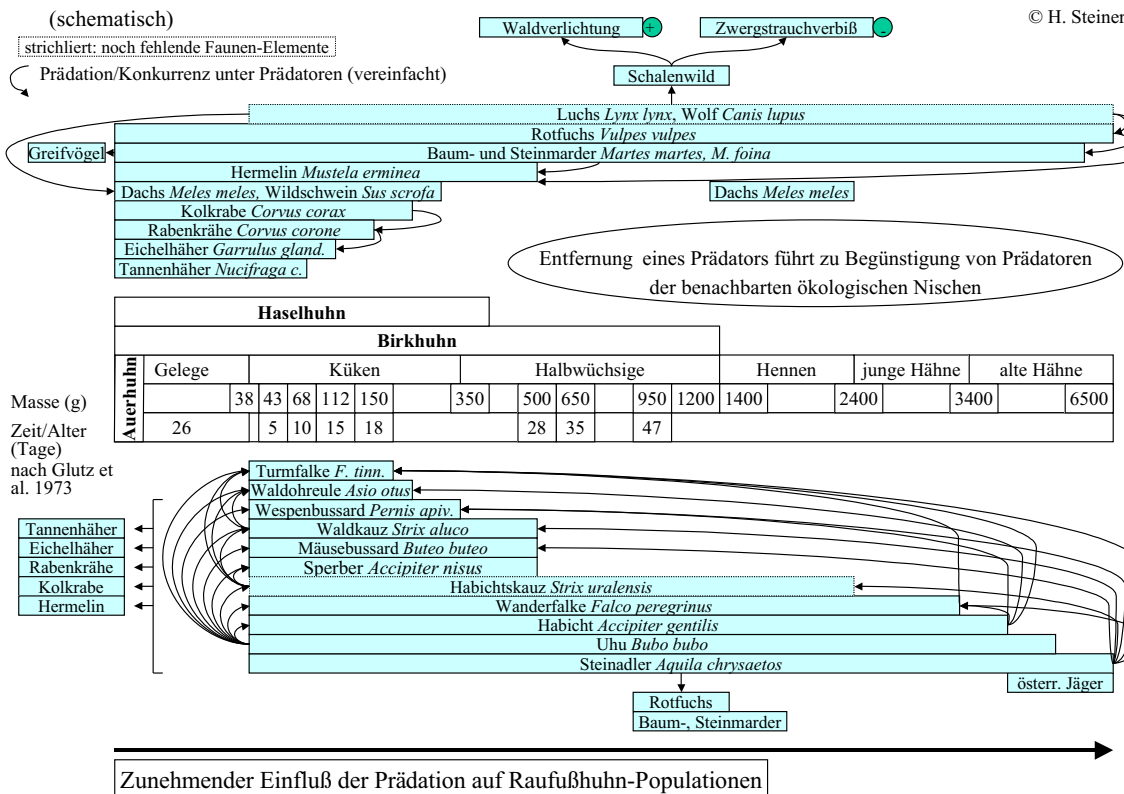 (schematisch)
© H. Steiner
strichliert: noch fehlende Faunen-Elemente
Prädation/Konkurrenz unter Prädatoren (vereinfacht)
Waldverlichtung +
Zwergstrauchverbiß -
Schalenwild
Luchs Lynx lynx, Wolf Canis lupus
Rotfuchs Vulpes vulpes
Greifvögel
Baum- und Steinmarder Martes martes, M. foina
Hermelin Mustela erminea
Dachs Meles meles, Wildschwein Sus scrofa
Dachs Meles meles
Kolkrabe Corvus corax
Rabenkrähe Corvus corone
Eichelhäher Garrulus gland.
Tannenhäher Nucifraga c.
Entfernung eines Prädators führt zu Begünstigung von Prädatoren
der benachbarten ökologischen Nischen
Haselhuhn
Birkhuhn
Auerhuhn
Gelege Küken Halbwüchsige Hennen junge Hähne alte Hähne
Masse (g) 38 43 68 112 150 350 500 650 950 1200 1400 2400 3400 6500
Zeit/Alter 26 5 10 15 18 28 35 47
(Tage)
nach Glutz et
al. 1973
Turmfalke F. tinn.
Waldohreule Asio otus
Wespenbussard Pernis apiv.
Tannenhäher
Waldkauz Strix aluco
Eichelhäher
Mäusebussard Buteo buteo
Rabenkrähe
Sperber Accipiter nisus
Kolkrabe
Habichtskauz Strix uralensis
Hermelin
Wanderfalke Falco peregrinus
Habicht Accipiter gentilis
Uhu Bubo bubo
Steinadler Aquila chrysaetos
österr. Jäger
Rotfuchs
Baum-, Steinmarder
Zunehmender Einfluß der Prädation auf Raufußhuhn-Populationen